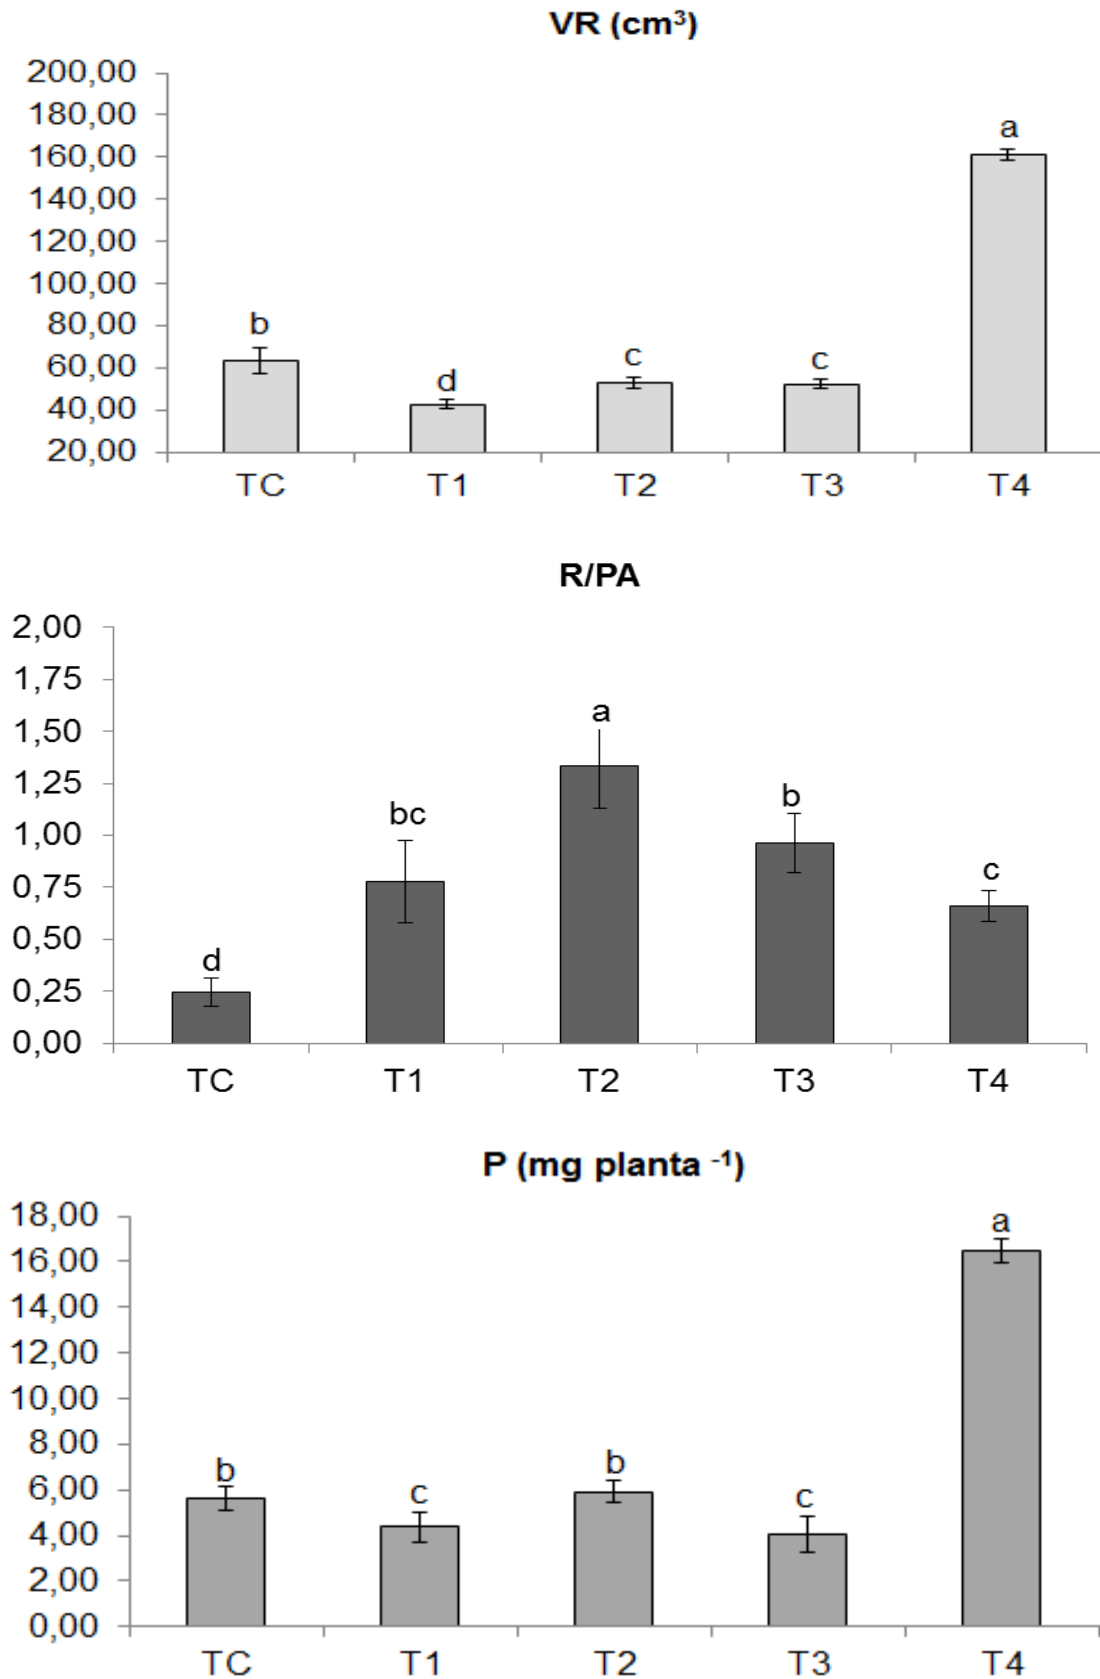 VR (cm³)
200,00
180,00
160,00
140,00
120,00
100,00
80,00
60,00
40,00
20,00
b
d
c
c
a
TC T1 T2 T3 T4
R/PA
2,00
1,75
1,50
1,25
1,00
0,75
0,50
0,25
0,00
d
bc
a
b
c
TC T1 T2 T3 T4
P (mg planta ⁻¹)
18,00
16,00
14,00
12,00
10,00
8,00
6,00
4,00
2,00
0,00
b
c
b
c
a
TC T1 T2 T3 T4